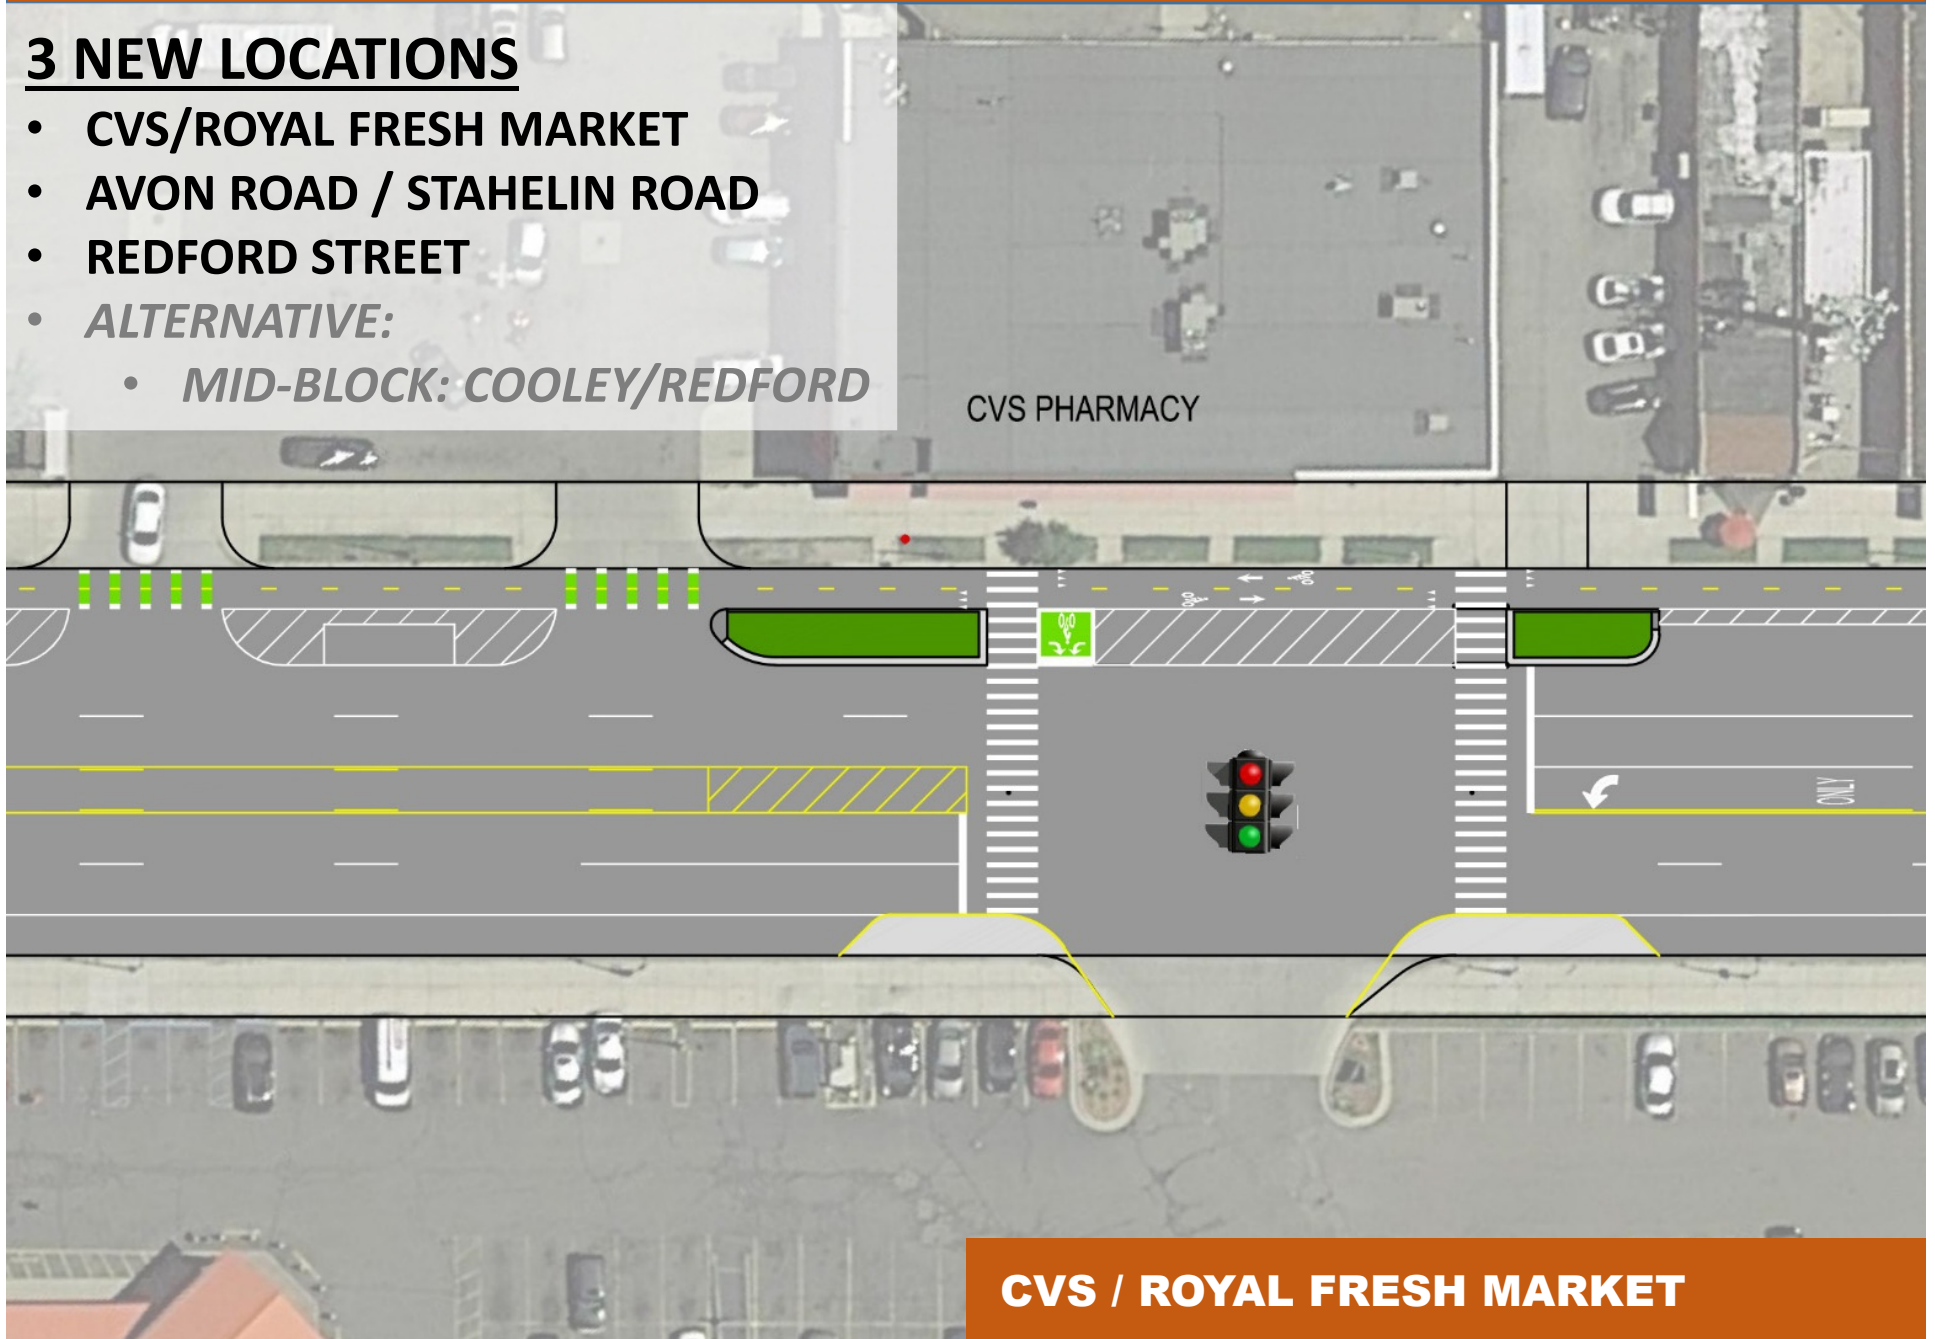 3 NEW LOCATIONS
• CVS/ROYAL FRESH MARKET
• AVON ROAD / STAHELIN ROAD
• REDFORD STREET
• ALTERNATIVE:
• MID-BLOCK: COOLEY/REDFORD
CVS PHARMACY
ONLY
CVS / ROYAL FRESH MARKET